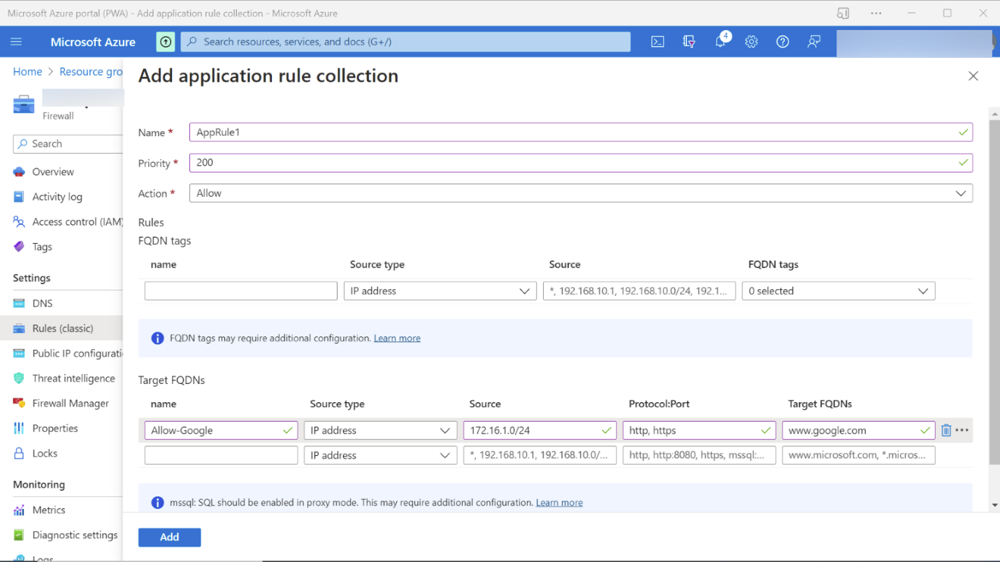 Microsoft Azure portal (PWA) - Add application rule collection - Microsoft Azure
Microsoft Azure
Search resources, services, and docs (G+/)
4
Home > Resource gro
Firewall
Search
Overview
Activity log
Access control (IAM)
Tags
Settings
DNS
Rules (classic)
Public IP configurati
Threat intelligence
Firewall Manager
Properties
Locks
Monitoring
Metrics
Diagnostic settings
Logs
Add application rule collection
Name * AppRule1
Priority * 200
Action * Allow
Rules
FQDN tags
name Source type Source FQDN tags
IP address *, 192.168.10.1, 192.168.10.0/24, 192.1... 0 selected
FQDN tags may require additional configuration. Learn more
Target FQDNs
name Source type Source Protocol:Port Target FQDNs
Allow-Google IP address 172.16.1.0/24 http, https www.google.com
IP address *, 192.168.10.1, 192.168.10.0/... http, http:8080, https, mssql:... www.microsoft.com, *.micros...
mssql: SQL should be enabled in proxy mode. This may require additional configuration. Learn more
Add